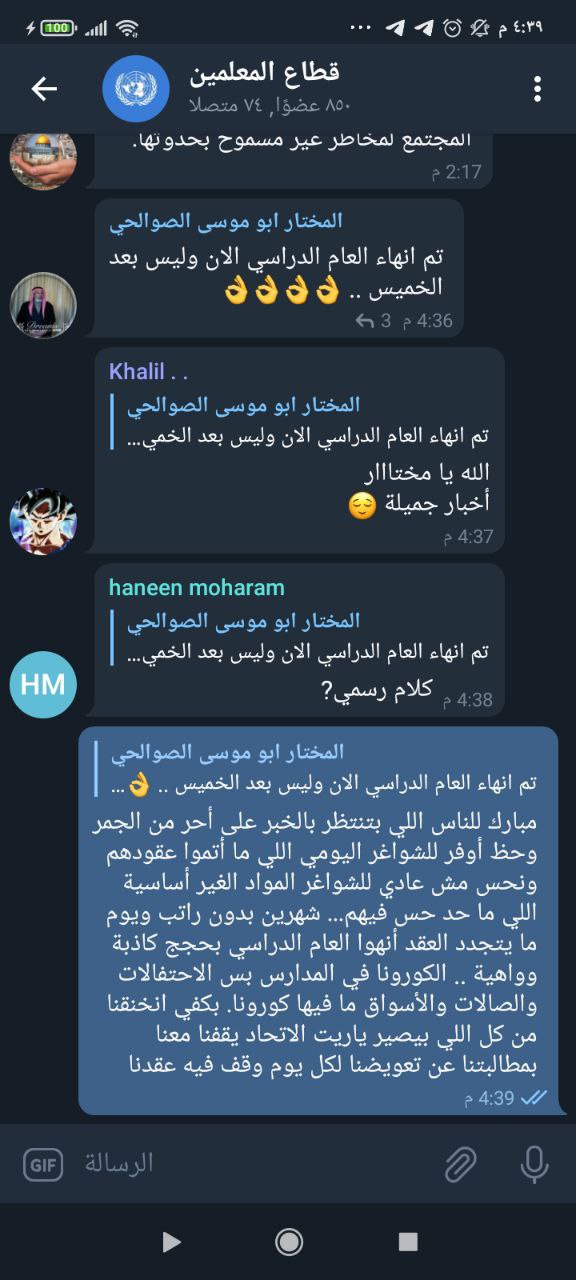 ٤:٣٩ م
100
قطاع المعلمين
٨٥٠ عضوًا, ٧٤ متصلا
المجتمع لمخاطر غير مسموح بحدوثها.
2:17 م
المختار ابو موسى الصوالحي
تم انهاء العام الدراسي الان وليس بعد
الخميس .. 👌👌👌👌
3 4:36 م
Khalil . .
المختار ابو موسى الصوالحي
تم انهاء العام الدراسي الان وليس بعد الخمي...
الله يا مختاااار
أخبار جميلة 😌
4:37 م
haneen moharam
المختار ابو موسى الصوالحي
تم انهاء العام الدراسي الان وليس بعد الخمي...
HM
كلام رسمي?
4:38 م
المختار ابو موسى الصوالحي
تم انهاء العام الدراسي الان وليس بعد الخميس .. 👌...
مبارك للناس اللي بتنتظر بالخبر على أحر من الجمر
وحظ أوفر للشواغر اليومي اللي ما أتموا عقودهم
ونحس مش عادي للشواغر المواد الغير أساسية
اللي ما حد حس فيهم... شهرين بدون راتب ويوم
ما يتجدد العقد أنهوا العام الدراسي بحجج كاذبة
وواهية .. الكورونا في المدارس بس الاحتفالات
والصالات والأسواق ما فيها كورونا. بكفي انخنقنا
من كل اللي بيصير ياريت الاتحاد يقفنا معنا
بمطالبتنا عن تعويضنا لكل يوم وقف فيه عقدنا
4:39 م
الرسالة
GIF